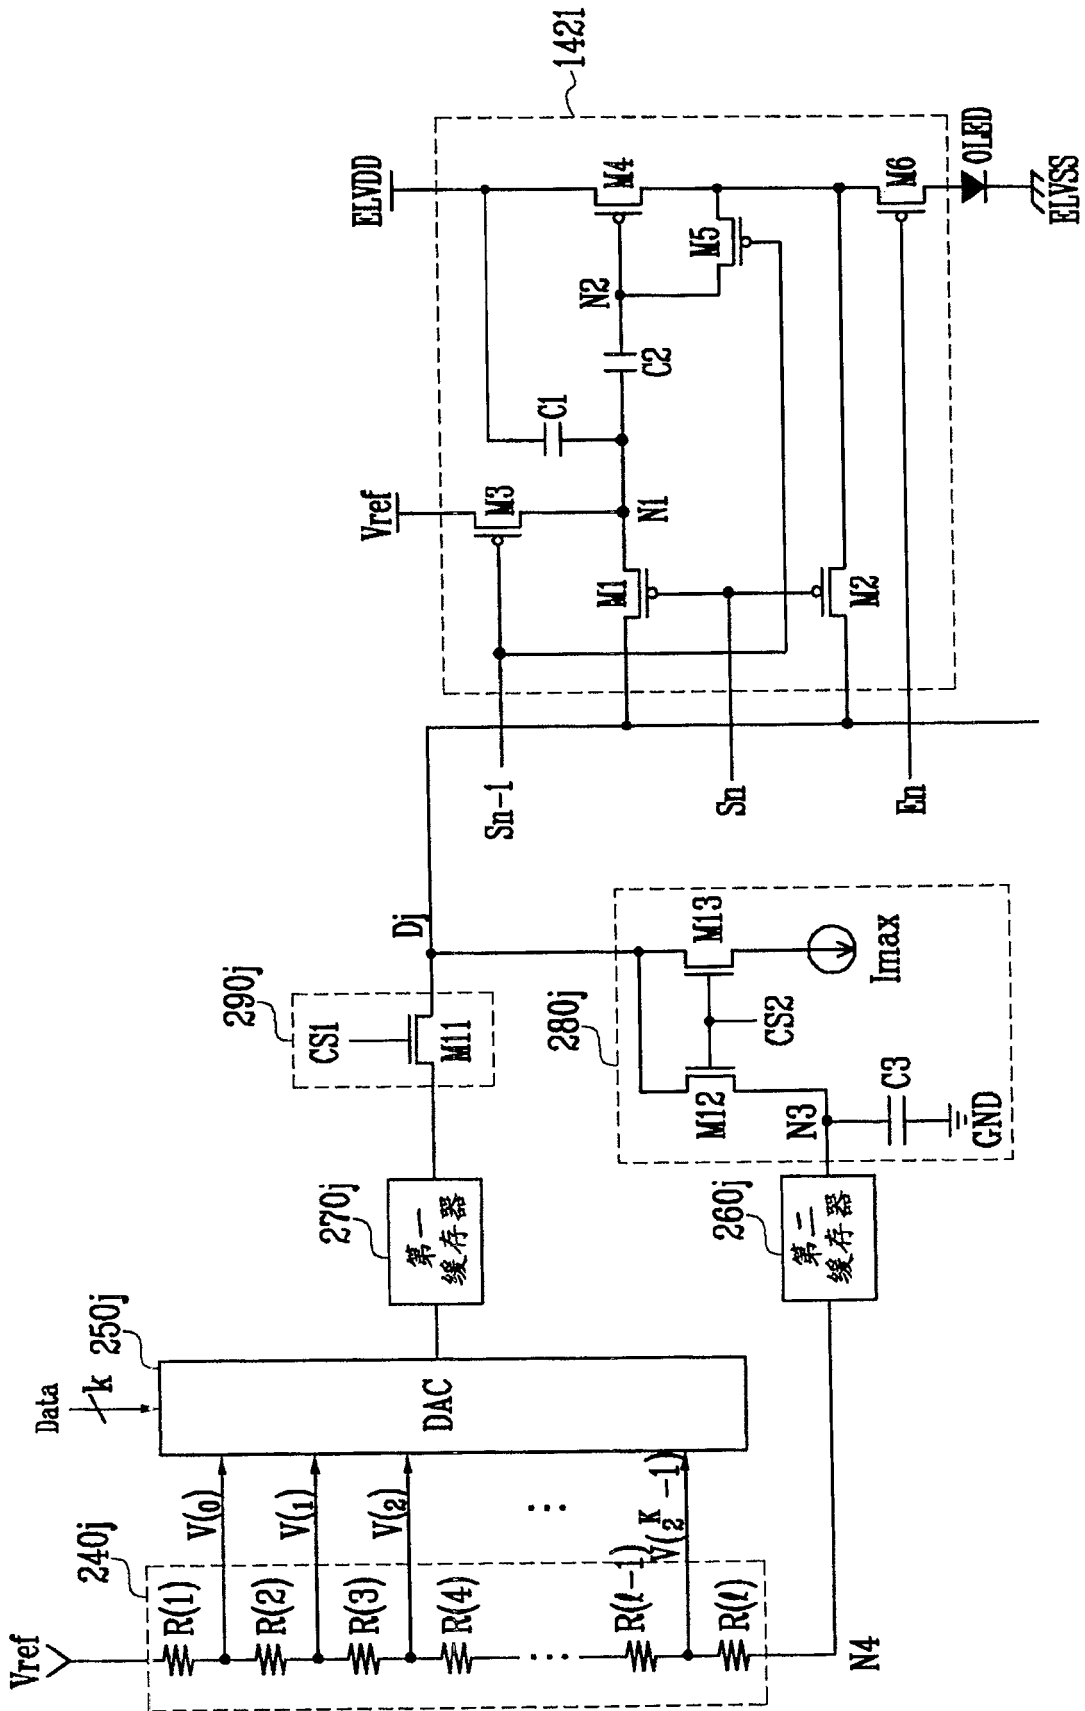 Vref
240j
R(1)
V(0)
R(2)
V(1)
R(3)
V(2)
R(4)
...
...
R(ℓ-1)
V(2^K -1)
R(ℓ)
N4
Data
k
250j
DAC
270j
第一
缓存器
260j
第二
缓存器
290j
CS1
M11
Dj
280j
M12
M13
CS2
N3
C3
GND
Imax
Sn-1
Sn
En
1421
Vref
M3
ELVDD
C1
N1
M1
M2
C2
N2
M4
M5
M6
OLED
ELVSS